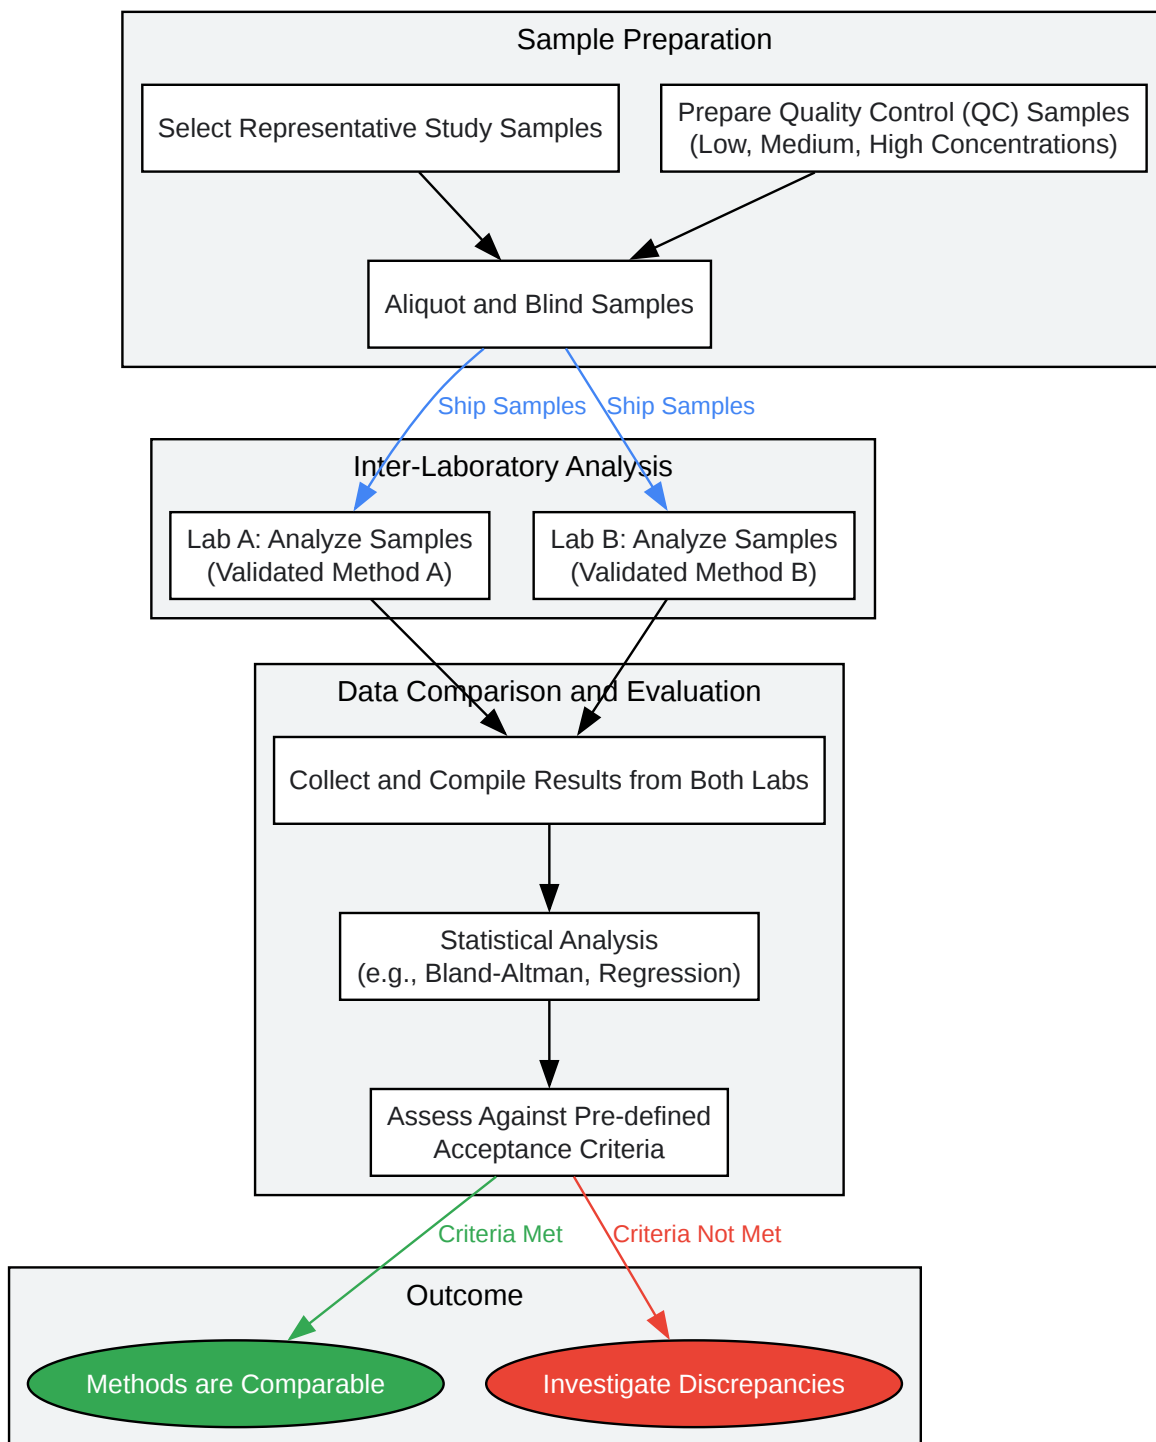 Sample Preparation
Select Representative Study Samples
Prepare Quality Control (QC) Samples
(Low, Medium, High Concentrations)
Aliquot and Blind Samples
Ship Samples
Ship Samples
Inter-Laboratory Analysis
Lab A: Analyze Samples
(Validated Method A)
Lab B: Analyze Samples
(Validated Method B)
Data Comparison and Evaluation
Collect and Compile Results from Both Labs
Statistical Analysis
(e.g., Bland-Altman, Regression)
Assess Against Pre-defined
Acceptance Criteria
Criteria Met
Criteria Not Met
Outcome
Methods are Comparable
Investigate Discrepancies